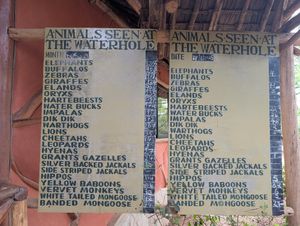 ANIMALS SEEN AT
THE WATERHOLE
MONTH
ELEPHANTS
BUFFALOS
ZEBRAS
GIRAFFES
ELANDS
ORYXS
HARTEBEESTS
WATER BUCKS
IMPALAS
DIK DIK
WARTHOGS
LIONS
CHEETAHS
LEOPARDS
HYENAS
GRANTS GAZELLES
SILVER BACKED JACKALS
SIDE STRIPED JACKALS
HIPPOS
YELLOW BABOONS
VERVET MONKEYS
WHITE TAILED MONGOOSE
BANDED MONGOOSE
ANIMALS SEEN AT
THE WATERHOLE
DATE
ELEPHANTS
BUFFALOS
ZEBRAS
GIRAFFES
ELANDS
ORYXS
HARTEBEESTS
WATER BUCKS
IMPALAS
DIK DIK
WARTHOGS
LIONS
CHEETAHS
LEOPARDS
HYENAS
GRANTS GAZELLES
SILVER BACKED JACKALS
SIDE STRIPED JACKALS
HIPPOS
YELLOW BABOONS
VERVET MONKEYS
WHITE TAILED MONGOOSE
BANDED MONGOOSE